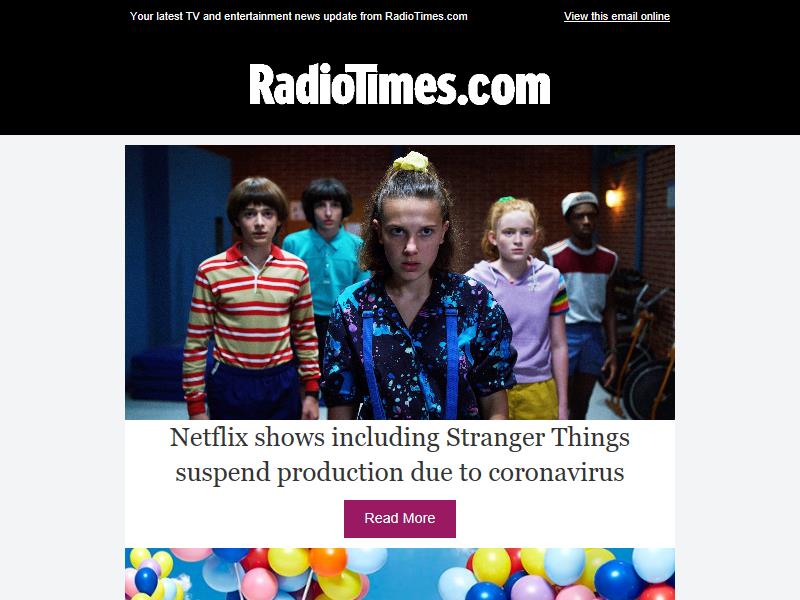 Your latest TV and entertainment news update from RadioTimes.com
View this email online
RadioTimes.com
Netflix shows including Stranger Things
suspend production due to coronavirus
Read More